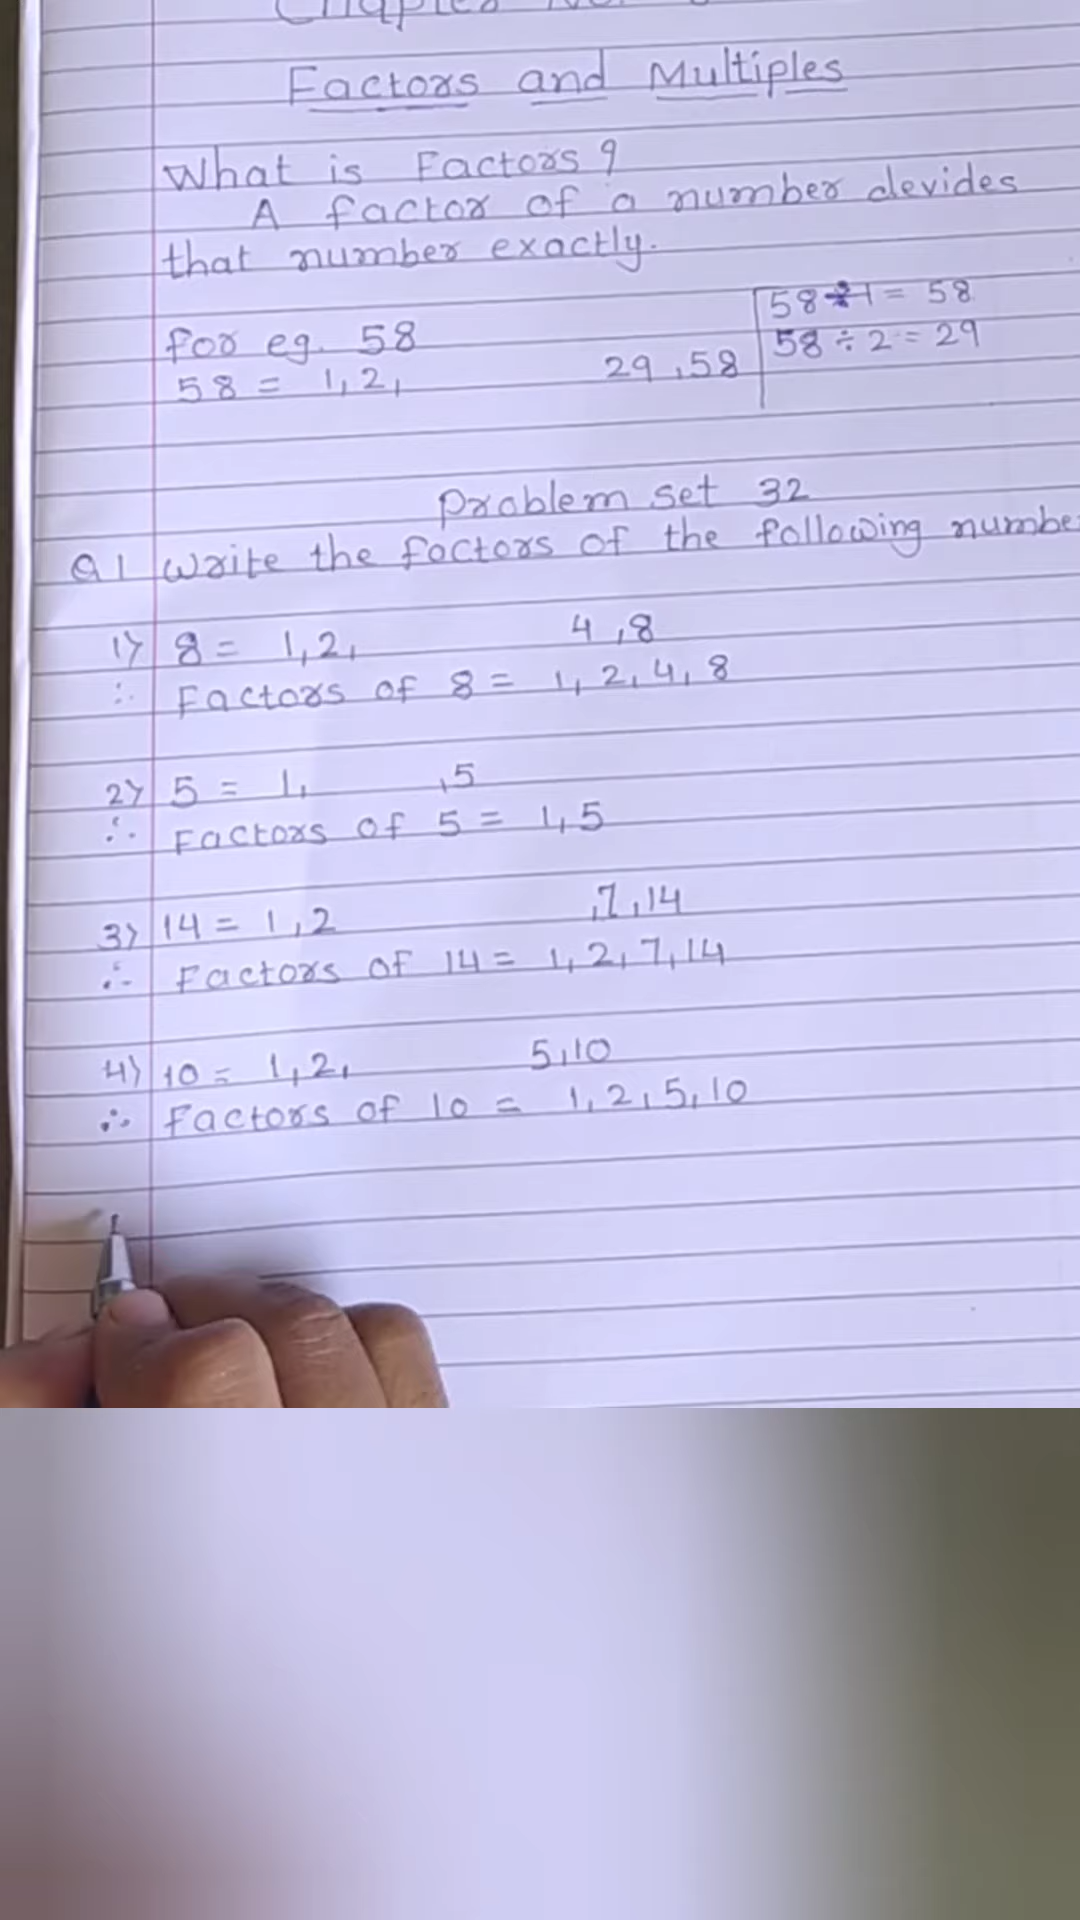 Factors and Multiples
What is Factors?
A factor of a number devides
that number exactly.
58 ÷ 1 = 58
for eg. 58
58 ÷ 2 = 29
58 = 1, 2, 29, 58
Problem set 32
Q1 Write the factors of the following numbe
1) 8 = 1, 2, 4, 8
∴ Factors of 8 = 1, 2, 4, 8
2) 5 = 1, , 5
∴ Factors of 5 = 1, 5
3) 14 = 1, 2 , 7, 14
∴ Factors of 14 = 1, 2, 7, 14
4) 10 = 1, 2, 5, 10
∴ Factors of 10 = 1, 2, 5, 10